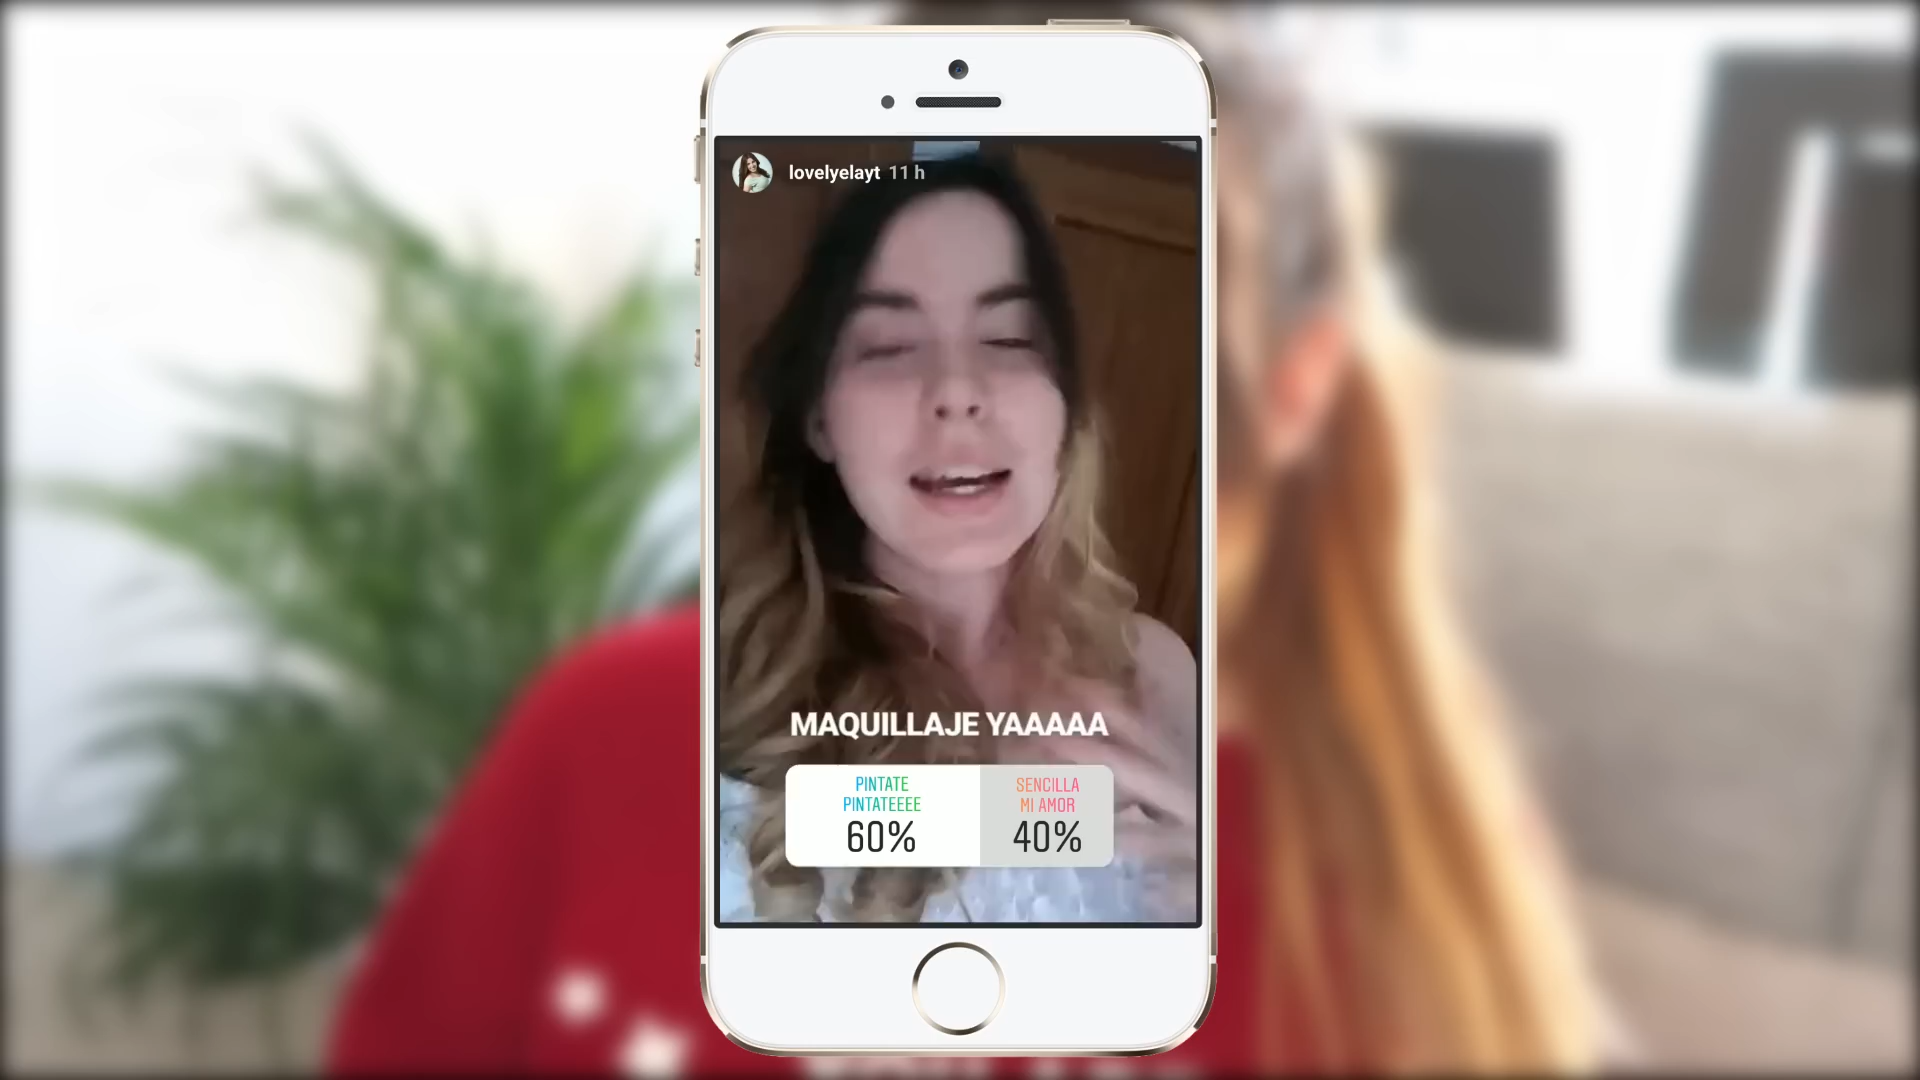 lovelyelayt 11 h
MAQUILLAJE YAAAAA
PINTATE
PINTATEEEE
60%
SENCILLA
MI AMOR
40%